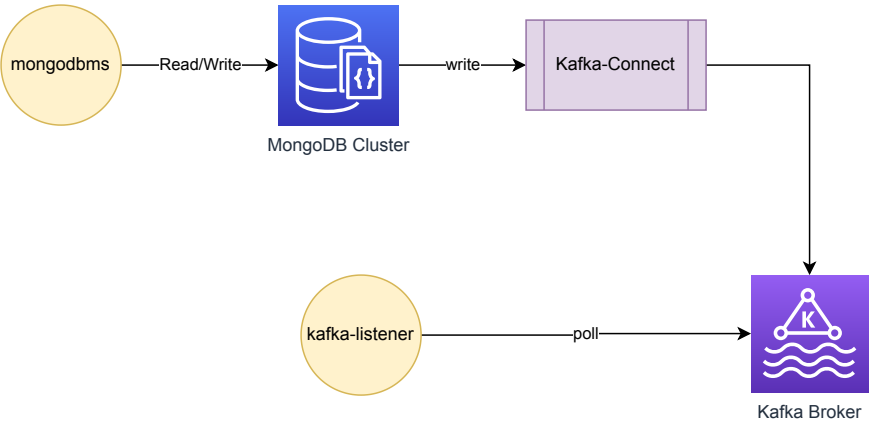 mongodbms
Read/Write
{}
write
Kafka-Connect
MongoDB Cluster
kafka-listener
poll
K
Kafka Broker